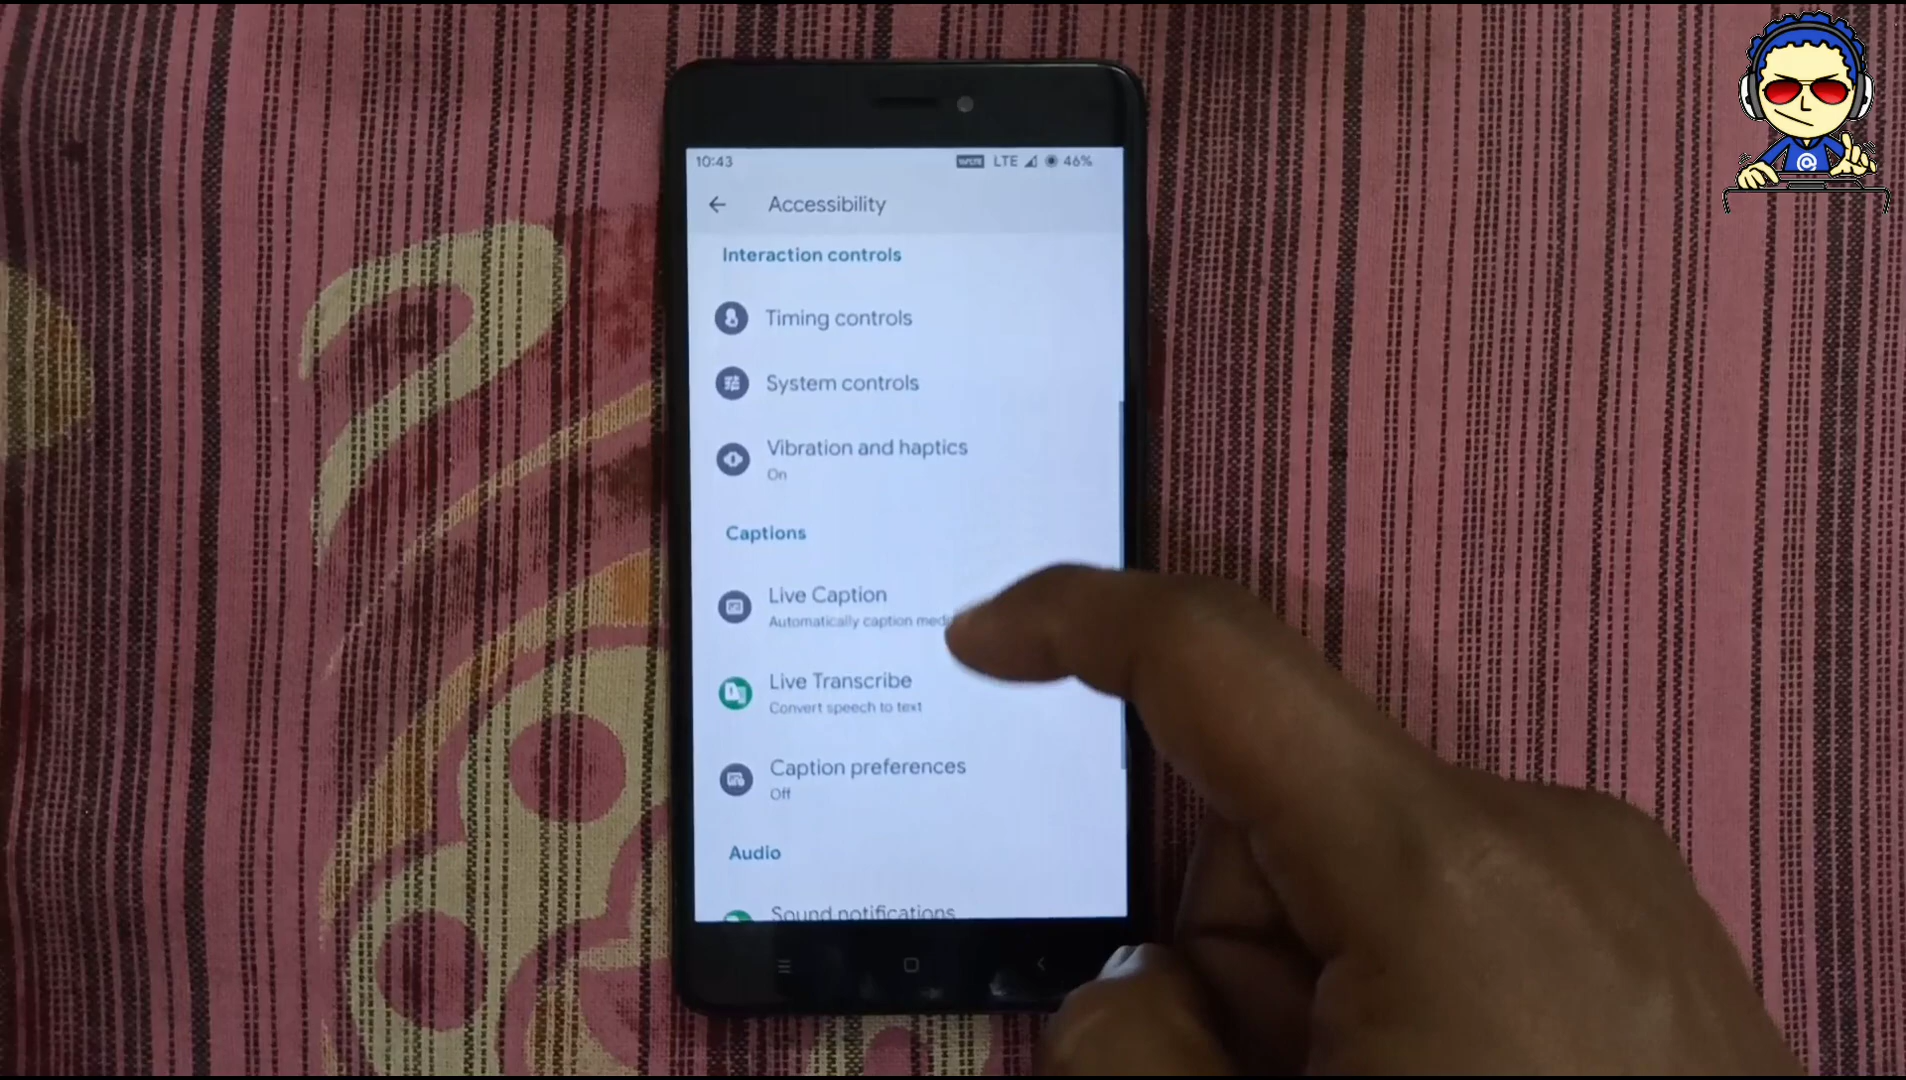 10:43
LTE 46%
Accessibility
Interaction controls
Timing controls
System controls
Vibration and haptics
On
Captions
Live Caption
Automatically caption
Live Transcribe
Convert speech to text
Caption preferences
Off
Audio
Sound notifications